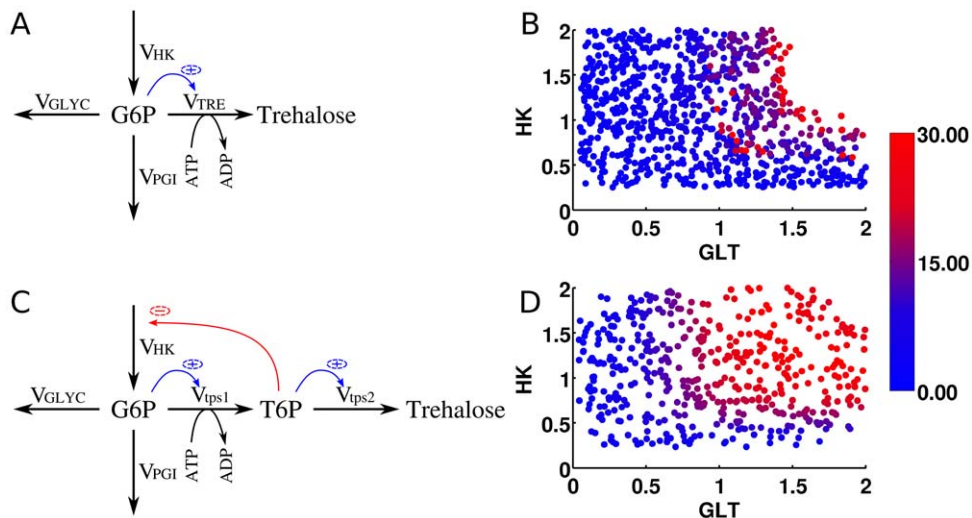 A
VHK
+
VGLYC
G6P
VTRE
Trehalose
VPGI
ATP
ADP
B
2
1.5
1
0.5
0
HK
0
0.5
1
1.5
2
GLT
C
−
VHK
+
+
VGLYC
G6P
Vtps1
T6P
Vtps2
Trehalose
VPGI
ATP
ADP
D
2
1.5
1
0.5
0
HK
0
0.5
1
1.5
2
GLT
30.00
15.00
0.00